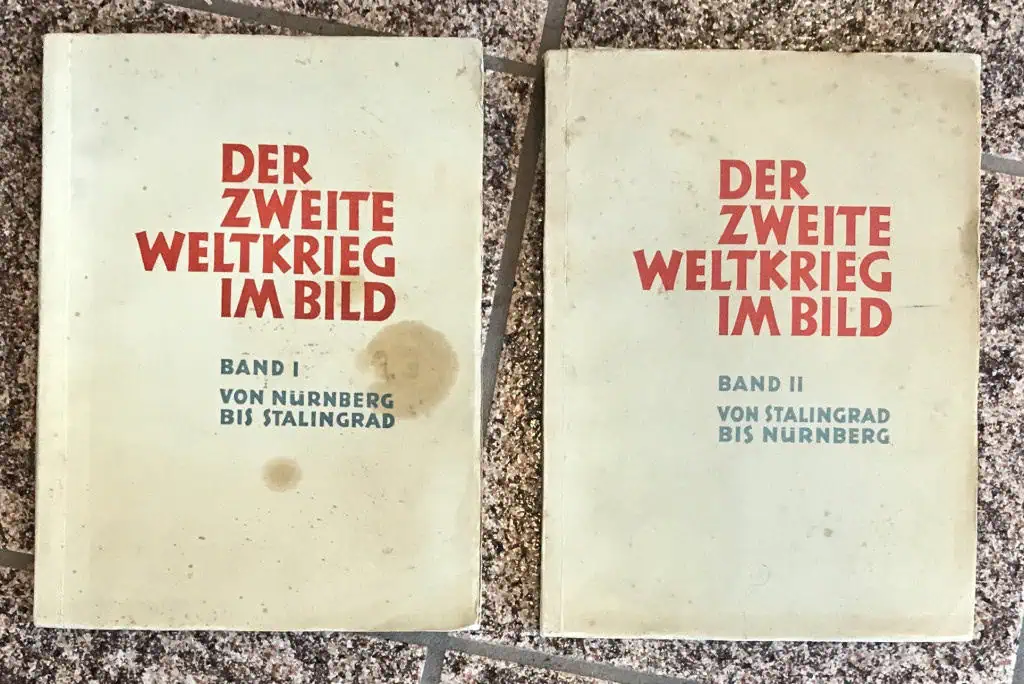 DER
ZWEITE
WELTKRIEG
IM BILD
BAND I
VON NÜRNBERG
BIS STALINGRAD
DER
ZWEITE
WELTKRIEG
IM BILD
BAND II
VON STALINGRAD
BIS NÜRNBERG